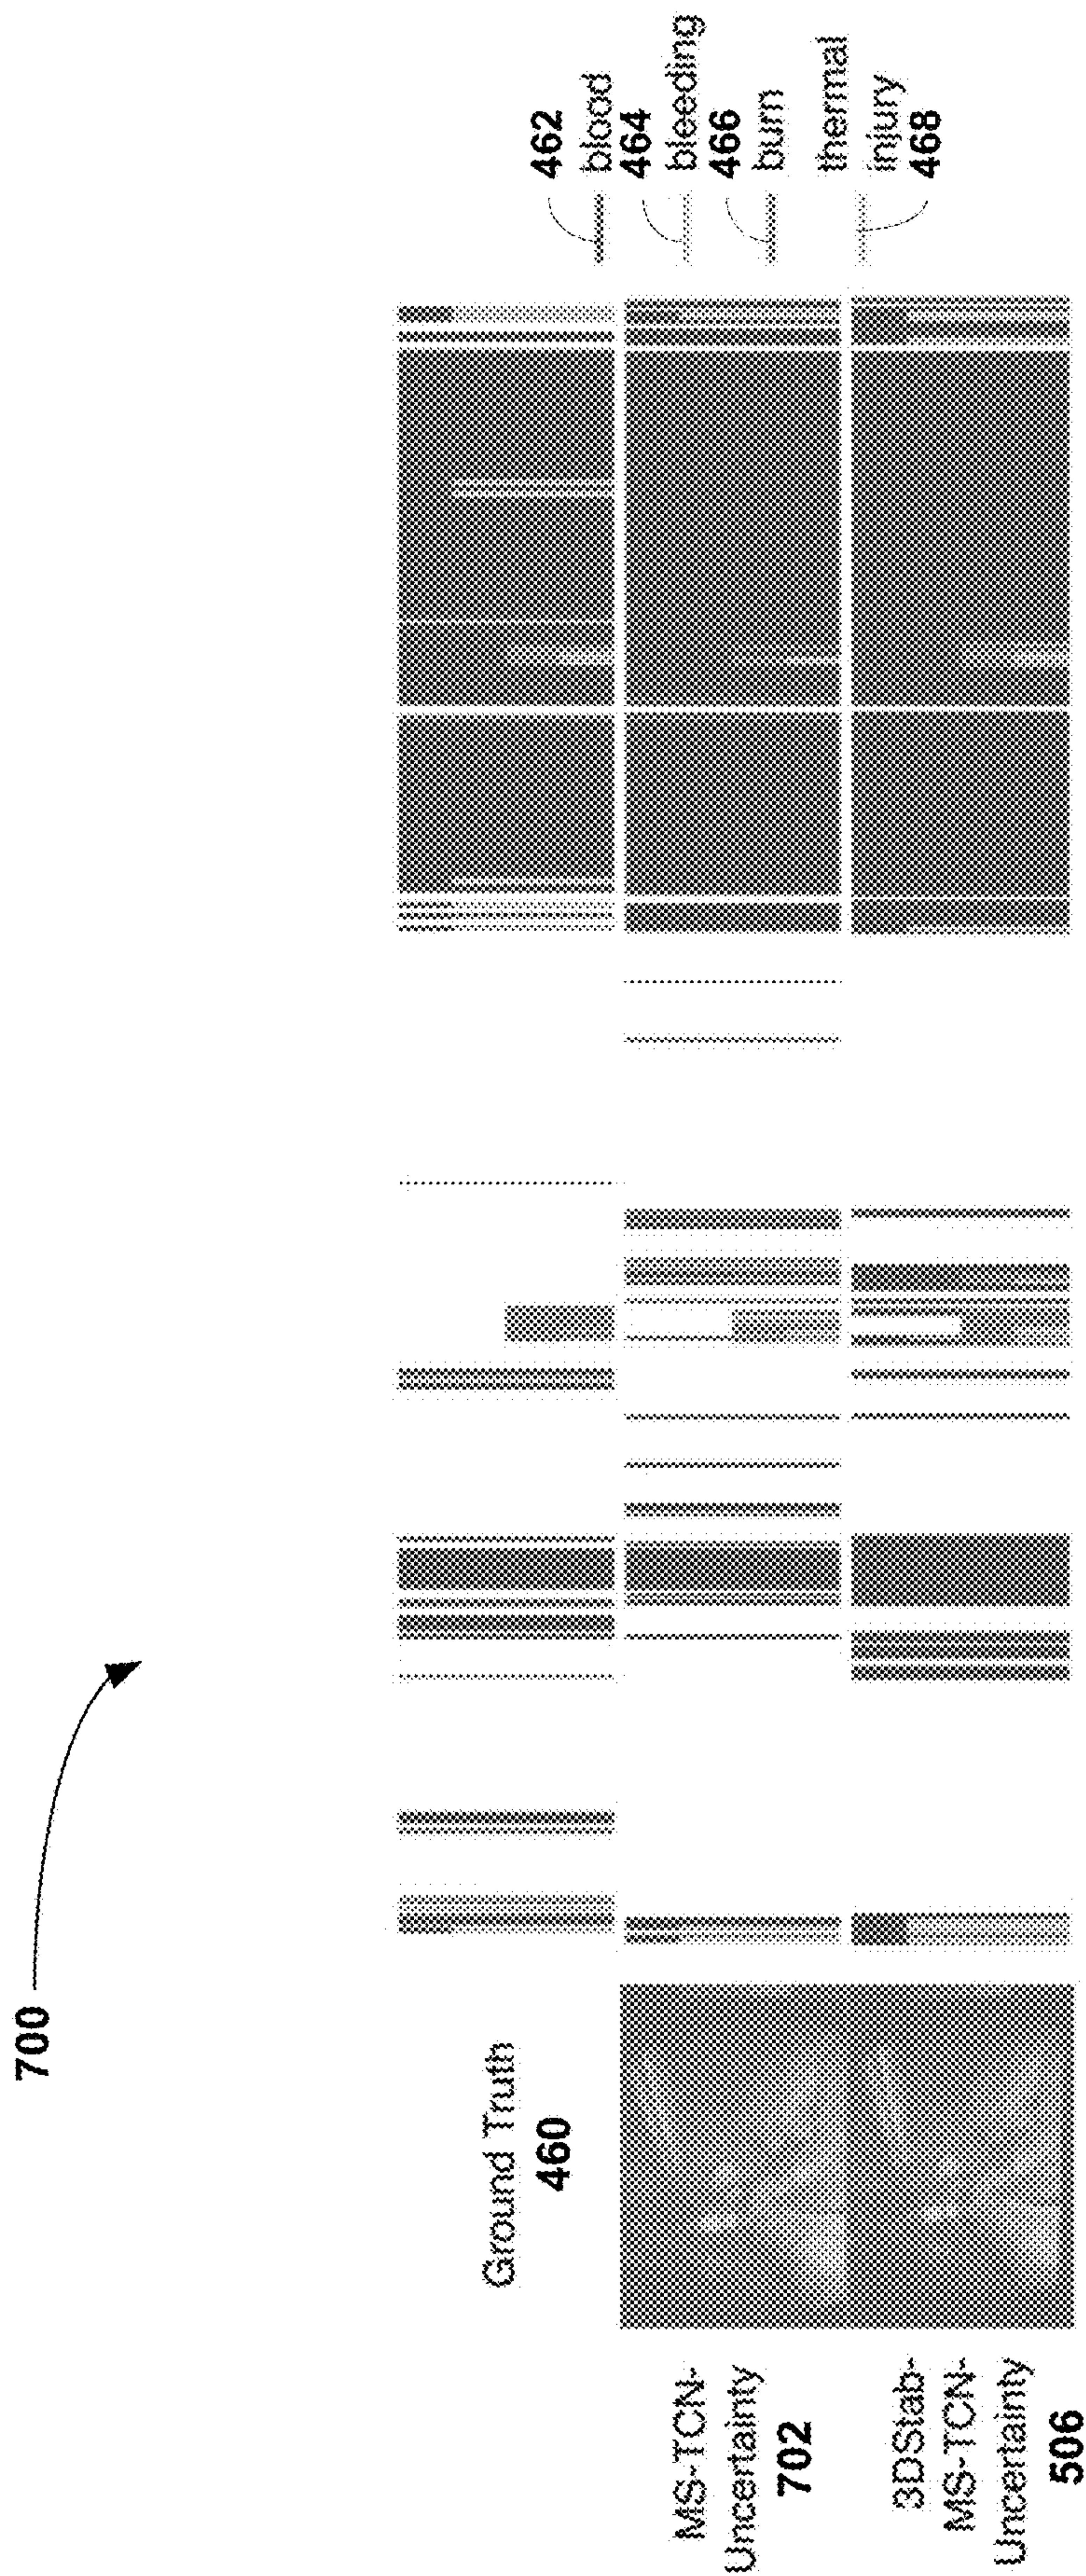 700
Ground Truth
460
MS-TCN-
Uncertainty
702
3DStab-
MS-TCN-
Uncertainty
506
462
blood
464
bleeding
466
burn
thermal
injury
468